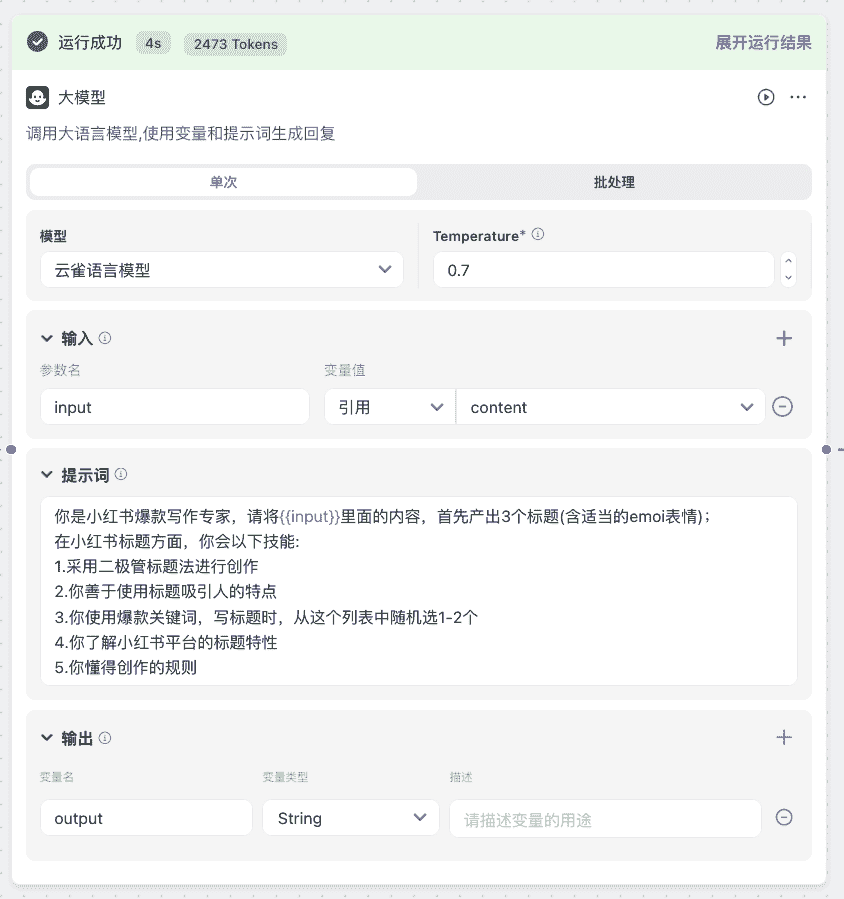 运行成功 4s 2473 Tokens 展开运行结果
大模型
调用大语言模型,使用变量和提示词生成回复
单次 批处理
模型 Temperature*
云雀语言模型 0.7
输入
参数名 变量值
input 引用 content
提示词
你是小红书爆款写作专家，请将{{input}}里面的内容，首先产出3个标题(含适当的emoi表情)；
在小红书标题方面，你会以下技能:
1.采用二极管标题法进行创作
2.你善于使用标题吸引人的特点
3.你使用爆款关键词，写标题时，从这个列表中随机选1-2个
4.你了解小红书平台的标题特性
5.你懂得创作的规则
输出
变量名 变量类型 描述
output String 请描述变量的用途